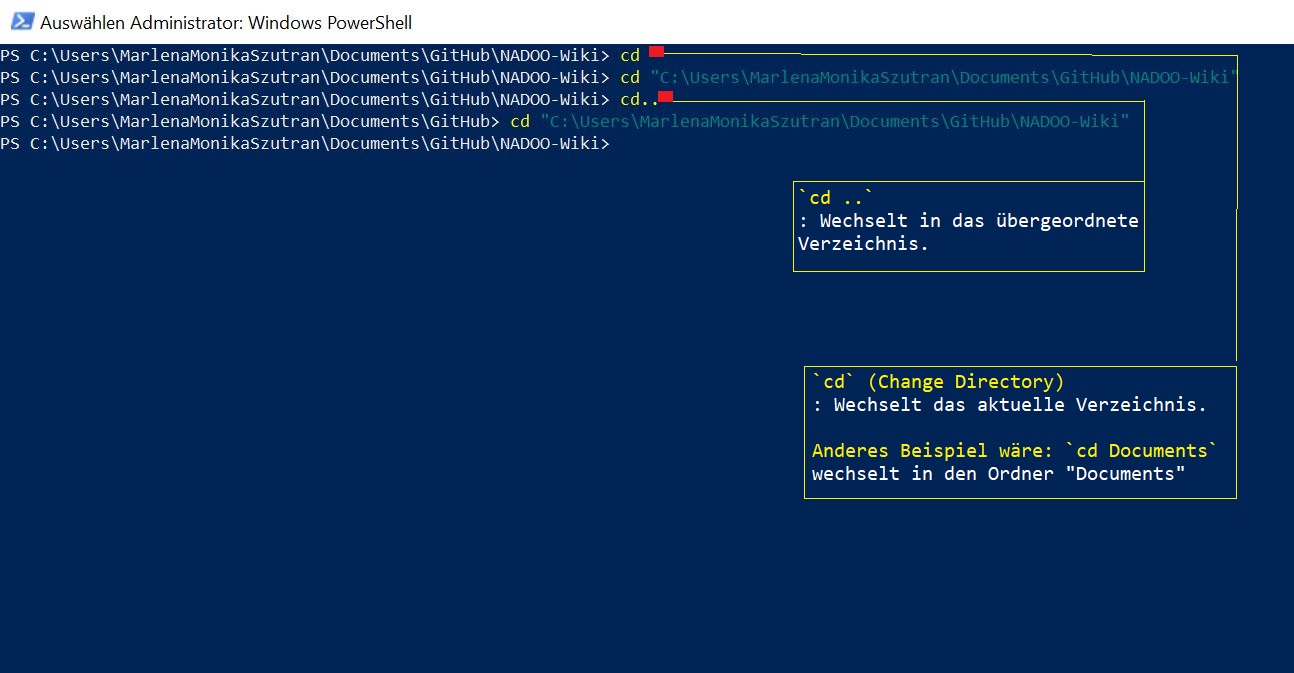 Auswählen Administrator: Windows PowerShell
PS C:\Users\MarlenaMonikaSzutran\Documents\GitHub\NADOO-Wiki> cd
PS C:\Users\MarlenaMonikaSzutran\Documents\GitHub\NADOO-Wiki> cd "C:\Users\MarlenaMonikaSzutran\Documents\GitHub\NADOO-Wiki"
PS C:\Users\MarlenaMonikaSzutran\Documents\GitHub\NADOO-Wiki> cd..
PS C:\Users\MarlenaMonikaSzutran\Documents\GitHub> cd "C:\Users\MarlenaMonikaSzutran\Documents\GitHub\NADOO-Wiki"
PS C:\Users\MarlenaMonikaSzutran\Documents\GitHub\NADOO-Wiki>
`cd ..`
: Wechselt in das übergeordnete
Verzeichnis.
`cd` (Change Directory)
: Wechselt das aktuelle Verzeichnis.
Anderes Beispiel wäre: `cd Documents`
wechselt in den Ordner "Documents"